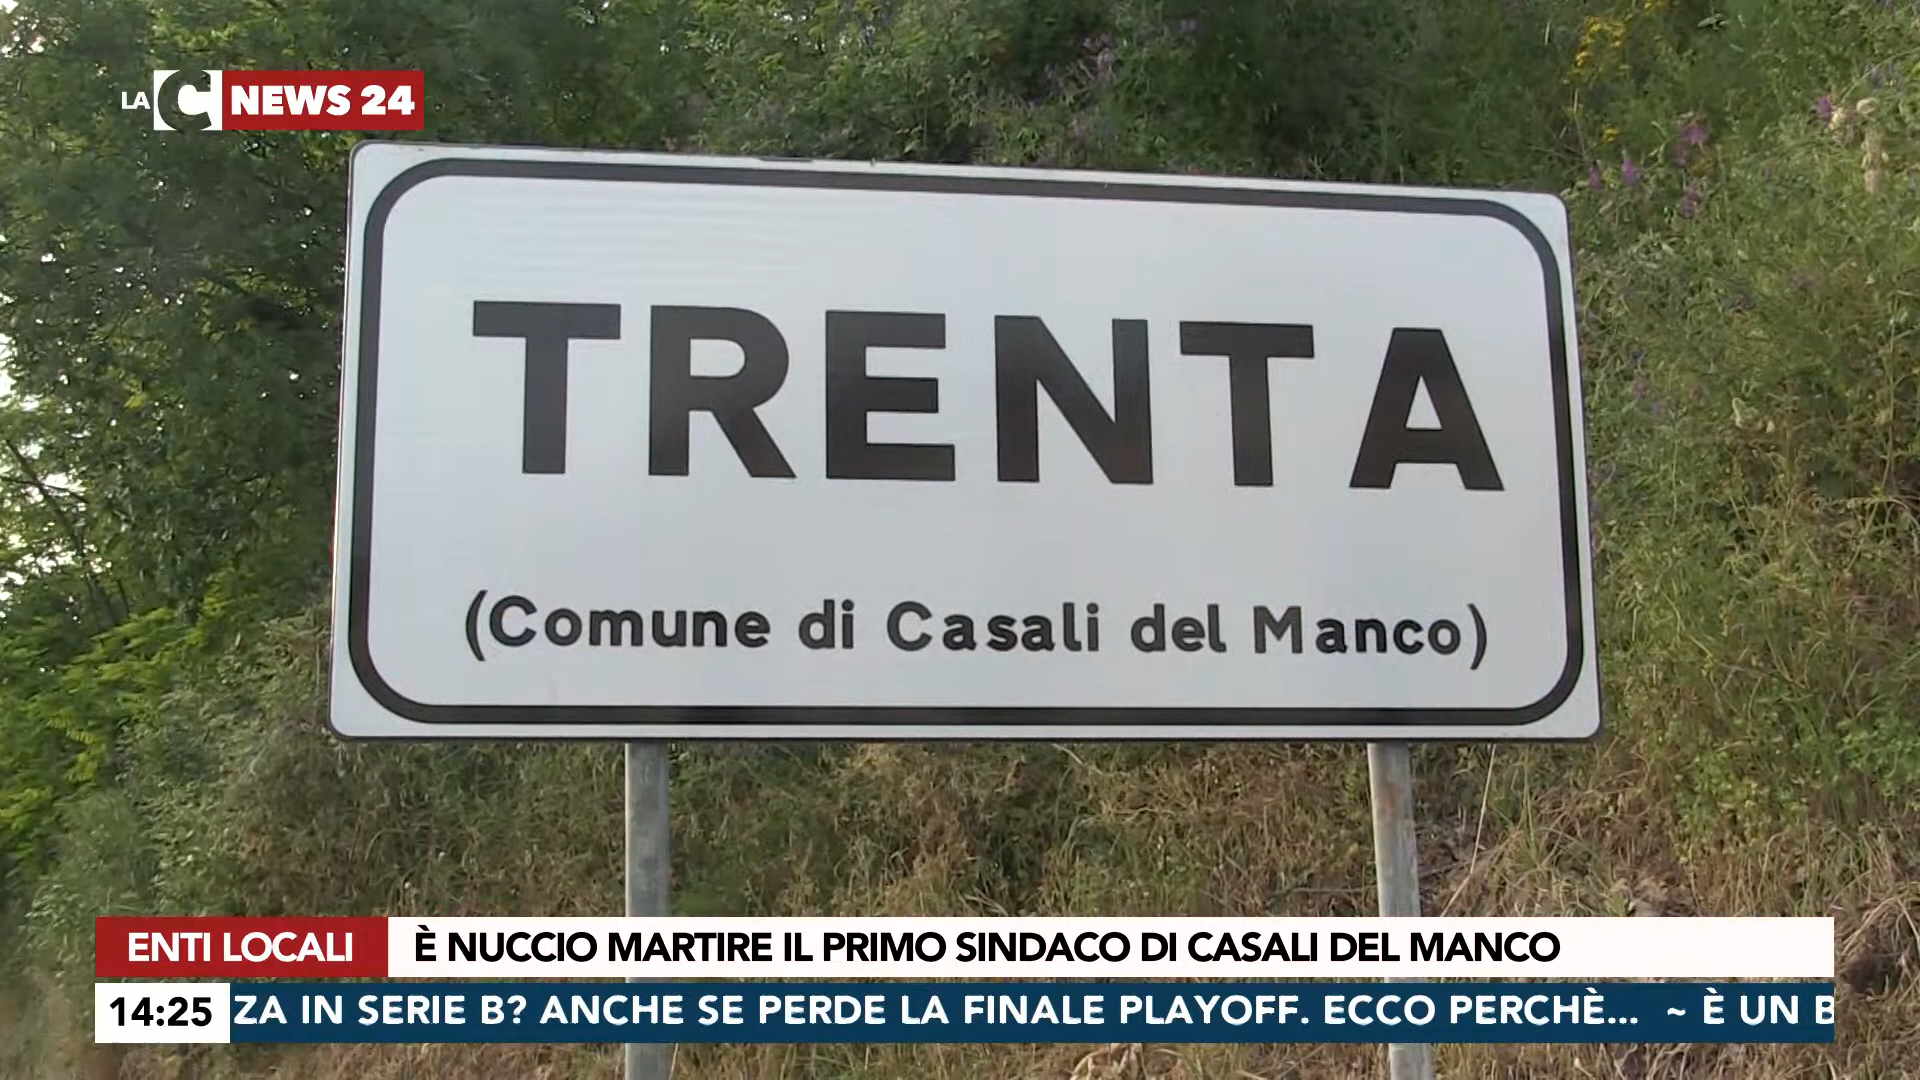 LA C NEWS 24
TRENTA
(Comune di Casali del Manco)
ENTI LOCALI
È NUCCIO MARTIRE IL PRIMO SINDACO DI CASALI DEL MANCO
14:25
ZA IN SERIE B? ANCHE SE PERDE LA FINALE PLAYOFF. ECCO PERCHÈ... ~ È UN B